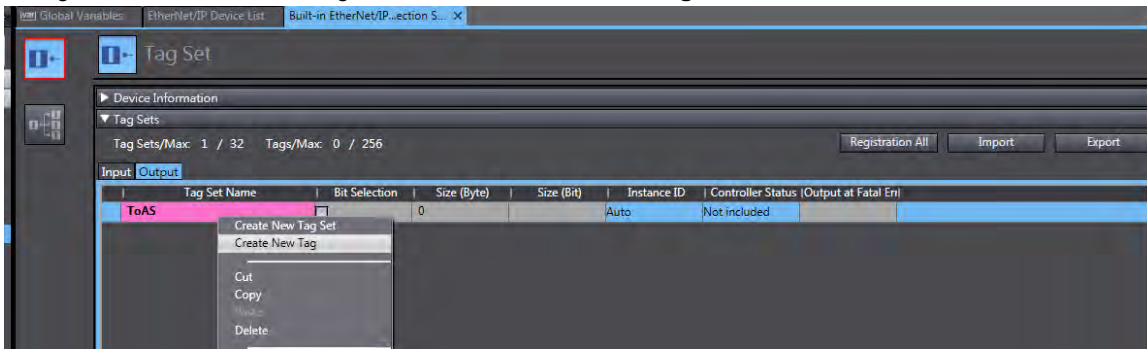 Global Variables EtherNet/IP Device List Built-in EtherNet/IP...ection S... X
Tag Set
Device Information
Tag Sets
Tag Sets/Max: 1 / 32 Tags/Max: 0 / 256 Registration All Import Export
Input Output
Tag Set Name | Bit Selection | Size (Byte) | Size (Bit) | Instance ID | Controller Status |Output at Fatal Err|
ToAS 0 Auto Not included
Create New Tag Set
Create New Tag
Cut
Copy
Paste
Delete